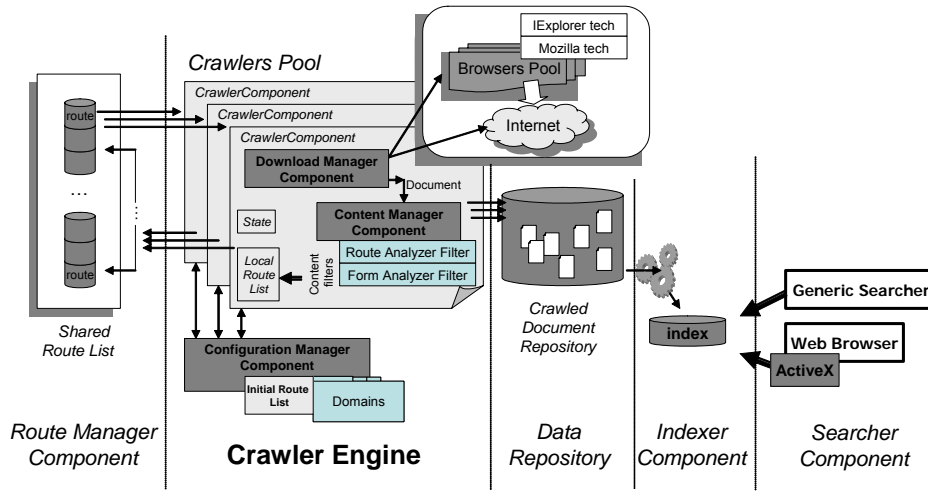 IExplorer tech
Mozilla tech
Browsers Pool
Internet
Crawlers Pool
CrawlerComponent
CrawlerComponent
CrawlerComponent
route
...
route
Shared
Route List
Download Manager
Component
Document
Content Manager
Component
Route Analyzer Filter
Form Analyzer Filter
Content
filters
State
Local
Route
List
Configuration Manager
Component
Initial Route
List
Domains
Crawled
Document
Repository
index
Generic Searcher
Web Browser
ActiveX
Route Manager
Component
Crawler Engine
Data
Repository
Indexer
Component
Searcher
Component